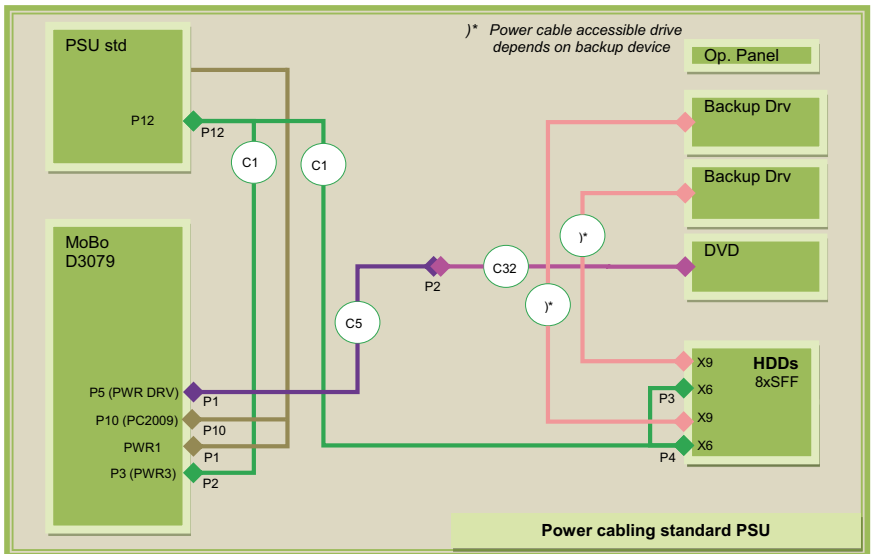 PSU std
P12
P12
C1
C1
)* Power cable accessible drive
depends on backup device
Op. Panel
Backup Drv
Backup Drv
DVD
MoBo
D3079
P5 (PWR DRV)
P10 (PC2009)
PWR1
P3 (PWR3)
P1
P10
P1
P2
C5
P2
C32
)*
)*
HDDs
8xSFF
X9
X6
X9
X6
P3
P4
Power cabling standard PSU